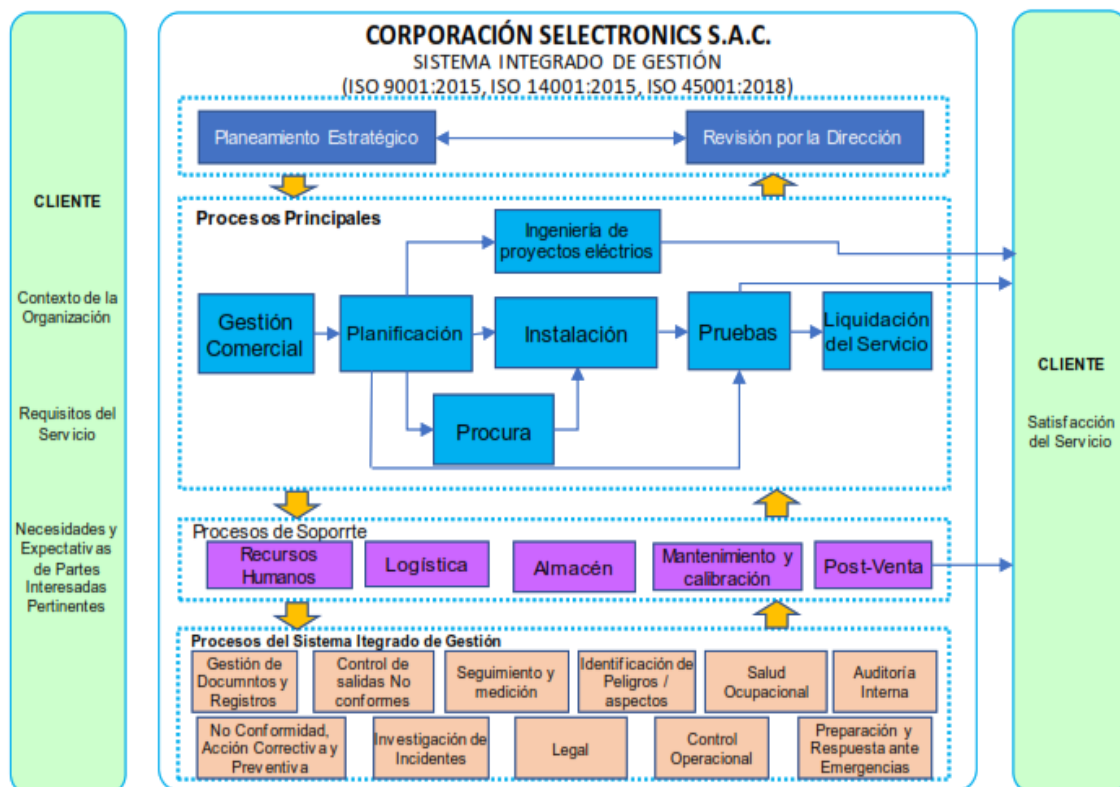 CORPORACIÓN SELECTRONICS S.A.C.
SISTEMA INTEGRADO DE GESTIÓN
(ISO 9001:2015, ISO 14001:2015, ISO 45001:2018)
CLIENTE
Contexto de la
Organización
Requisitos del
Servicio
Necesidades y
Expectativas
de Partes
Interesadas
Pertinentes
Planeamiento Estratégico
Revisión por la Dirección
Procesos Principales
Ingeniería de
proyectos eléctrios
Gestión
Comercial
Planificación
Instalación
Pruebas
Liquidación
del Servicio
Procura
Procesos de Soporrte
Recursos
Humanos
Logística
Almacén
Mantenimiento y
calibración
Post-Venta
Procesos del Sistema Itegrado de Gestión
Gestión de
Documntos y
Registros
Control de
salidas No
conformes
Seguimiento y
medición
Identificación de
Peligros /
aspectos
Salud
Ocupacional
Auditoría
Interna
No Conformidad,
Acción Correctiva y
Preventiva
Investigación de
Incidentes
Legal
Control
Operacional
Preparación y
Respuesta ante
Emergencias
CLIENTE
Satisfacción
del Servicio